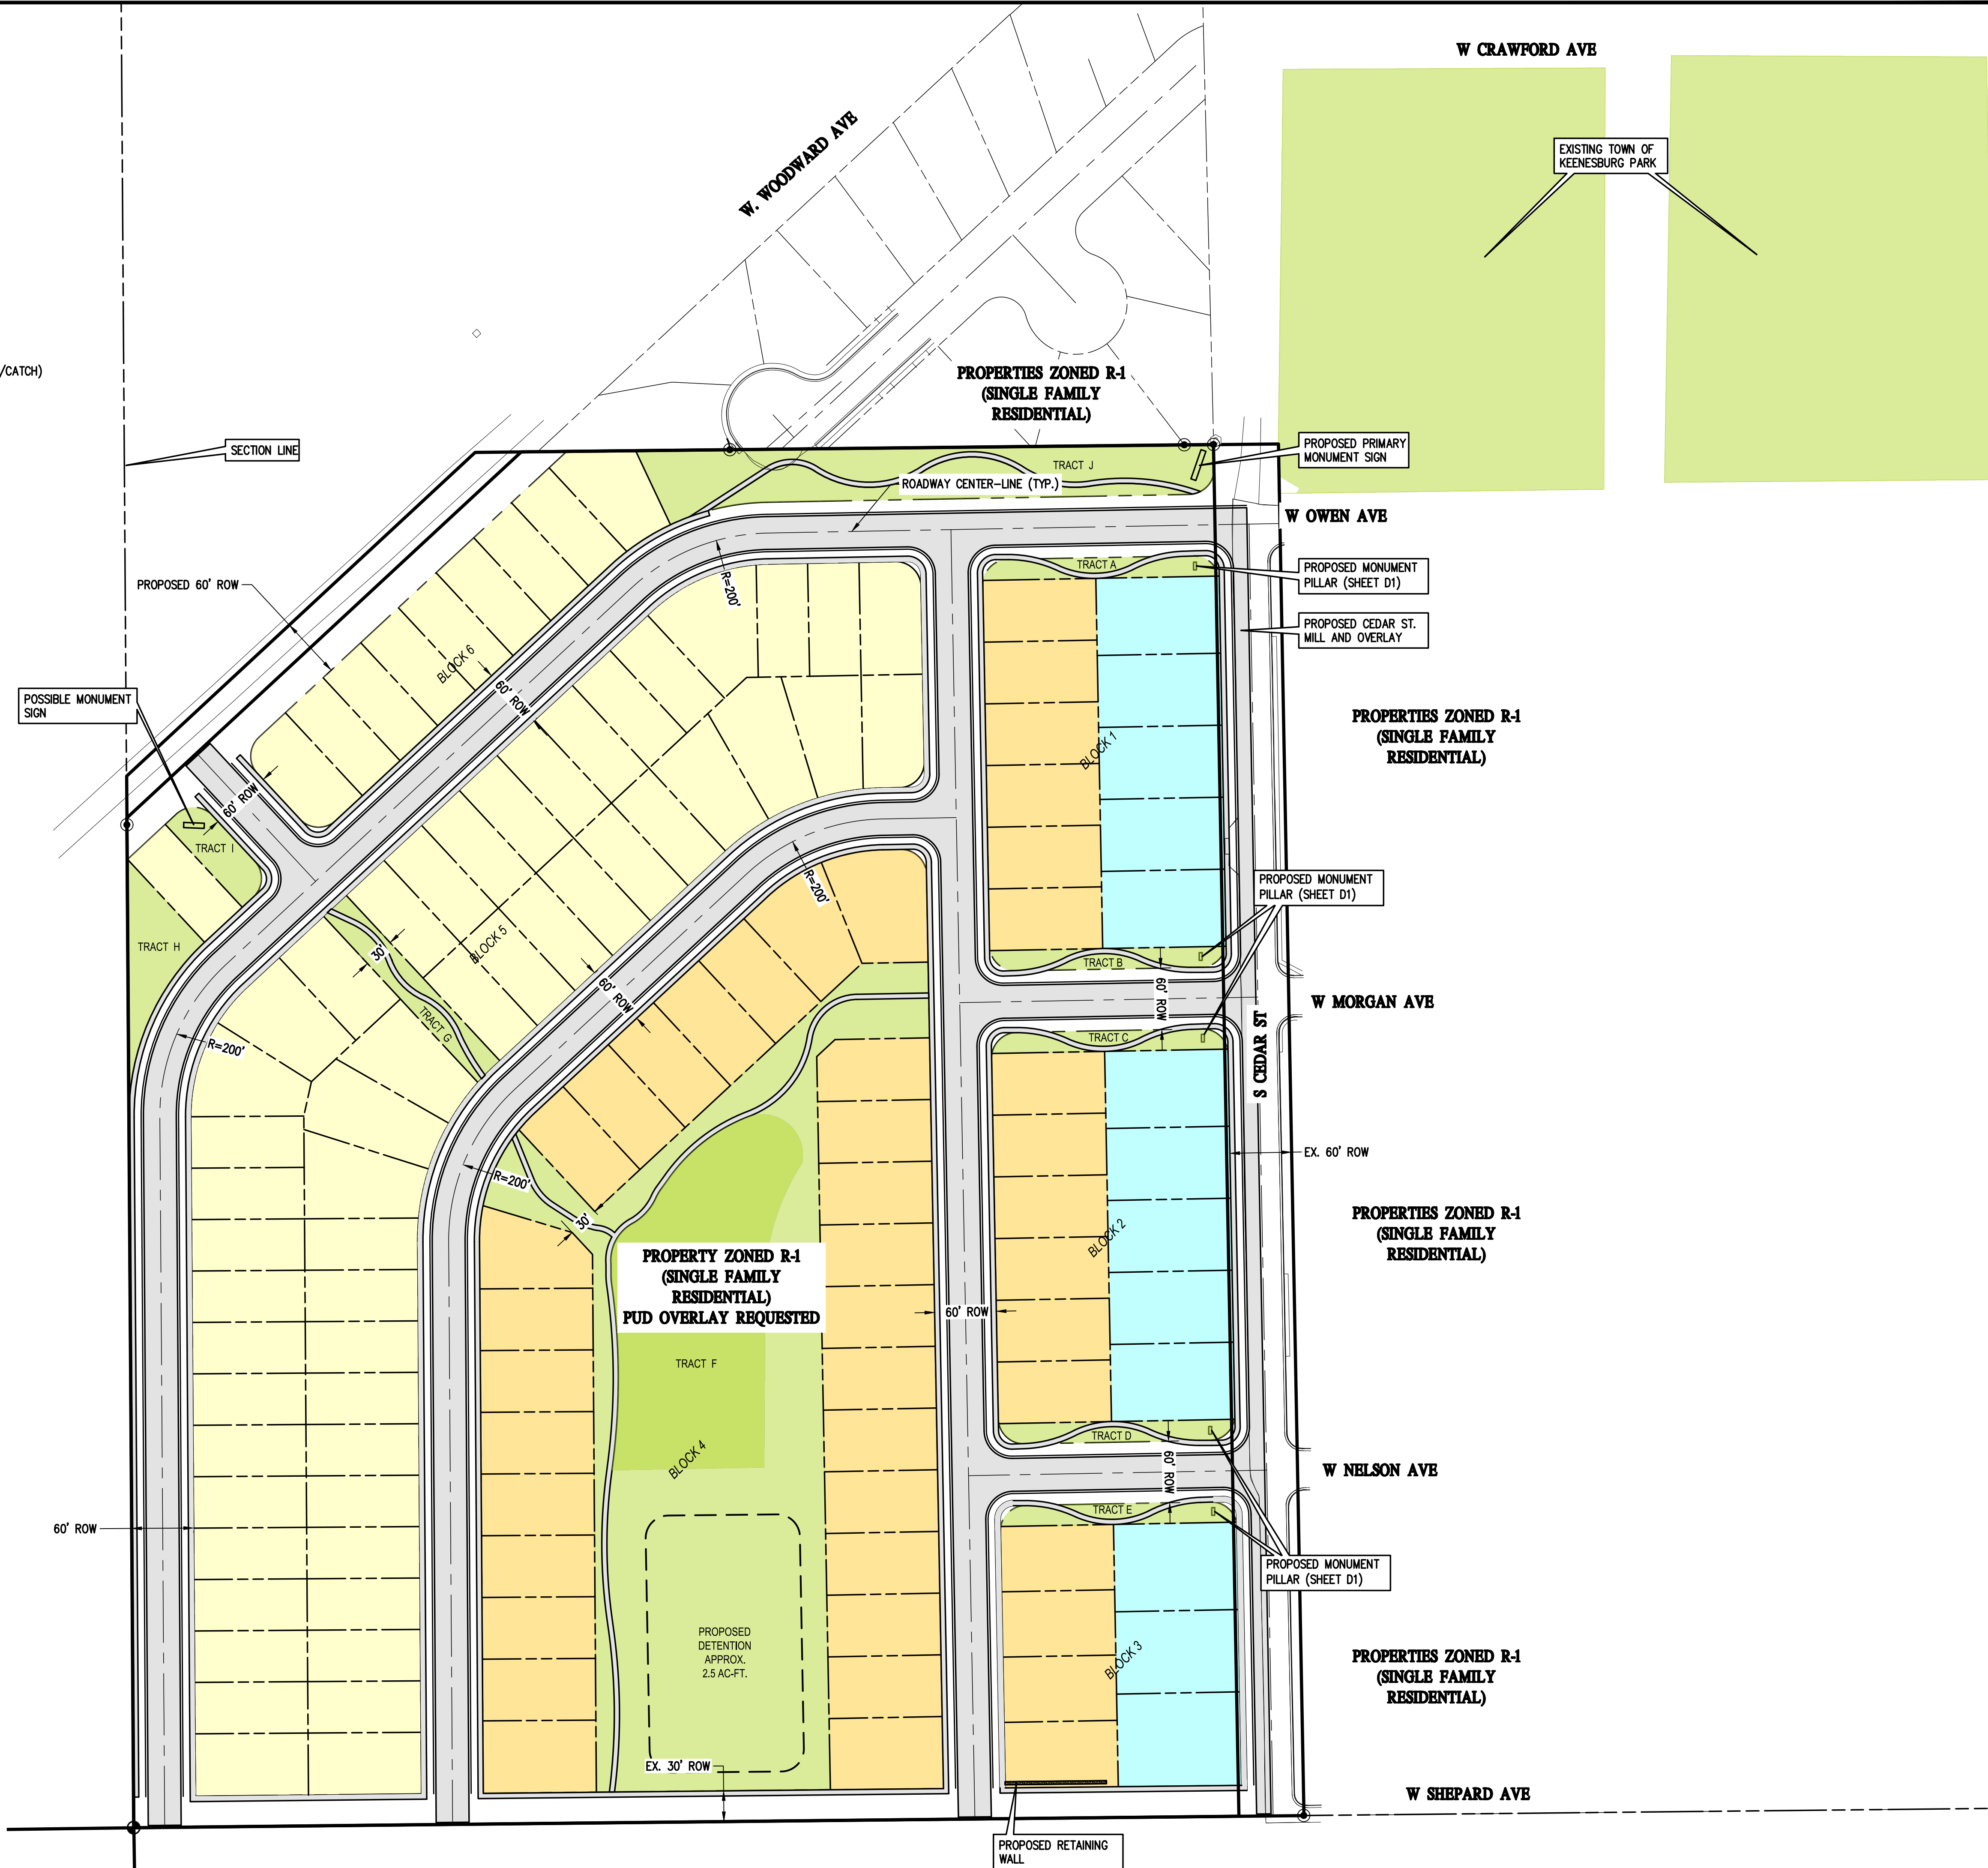 W CRAWFORD AVE
W. WOODWARD AVE
EXISTING TOWN OF
KEENESBURG PARK
/CATCH)
PROPERTIES ZONED R-1
(SINGLE FAMILY
RESIDENTIAL)
SECTION LINE
PROPOSED PRIMARY
MONUMENT SIGN
TRACT J
ROADWAY CENTER-LINE (TYP.)
W OWEN AVE
PROPOSED 60' ROW
R=200'
TRACT A
PROPOSED MONUMENT
PILLAR (SHEET D1)
PROPOSED CEDAR ST.
MILL AND OVERLAY
BLOCK 6
60' ROW
POSSIBLE MONUMENT
SIGN
BLOCK 1
PROPERTIES ZONED R-1
(SINGLE FAMILY
RESIDENTIAL)
60' ROW
TRACT I
R=200'
PROPOSED MONUMENT
PILLAR (SHEET D1)
TRACT H
30'
BLOCK 5
TRACT B
60' ROW
60' ROW
W MORGAN AVE
TRACT G
TRACT C
R=200'
S CEDAR ST
EX. 60' ROW
R=200'
30'
BLOCK 2
PROPERTIES ZONED R-1
(SINGLE FAMILY
RESIDENTIAL)
PROPERTY ZONED R-1
(SINGLE FAMILY
RESIDENTIAL)
PUD OVERLAY REQUESTED
60' ROW
TRACT F
TRACT D
BLOCK 4
60' ROW
W NELSON AVE
TRACT E
60' ROW
PROPOSED MONUMENT
PILLAR (SHEET D1)
PROPOSED
DETENTION
APPROX.
2.5 AC-FT.
BLOCK 3
PROPERTIES ZONED R-1
(SINGLE FAMILY
RESIDENTIAL)
EX. 30' ROW
W SHEPARD AVE
PROPOSED RETAINING
WALL